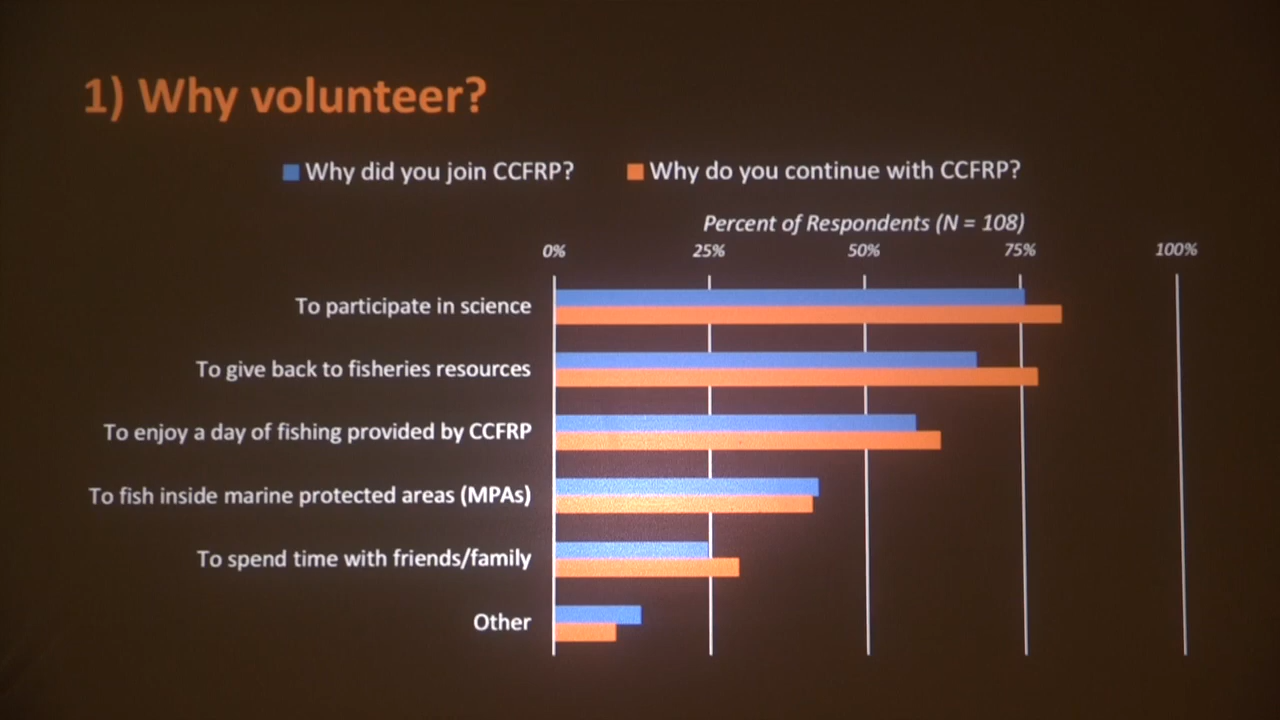 1) Why volunteer?
Why did you join CCFRP? Why do you continue with CCFRP?
Percent of Respondents (N = 108)
0% 25% 50% 75% 100%
To participate in science
To give back to fisheries resources
To enjoy a day of fishing provided by CCFRP
To fish inside marine protected areas (MPAs)
To spend time with friends/family
Other